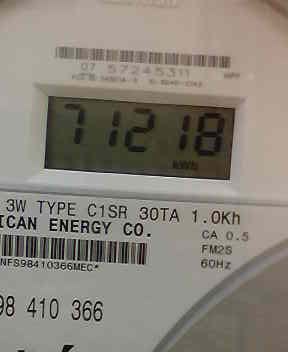 07 57245311
71218
kWh
3W TYPE C1SR 30TA 1.0Kh
ICAN ENERGY CO.
CA 0.5
FM2S
60Hz
NFS98410366MEC*
98 410 366